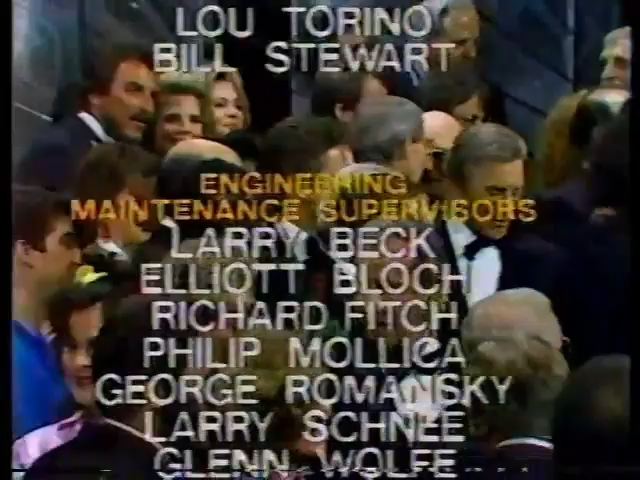 LOU TORINO
BILL STEWART
ENGINEERING
MAINTENANCE SUPERVISORS
LARRY BECK
ELLIOTT BLOCH
RICHARD FITCH
PHILIP MOLLICA
GEORGE ROMANSKY
LARRY SCHNEE
GLENN WOLFE